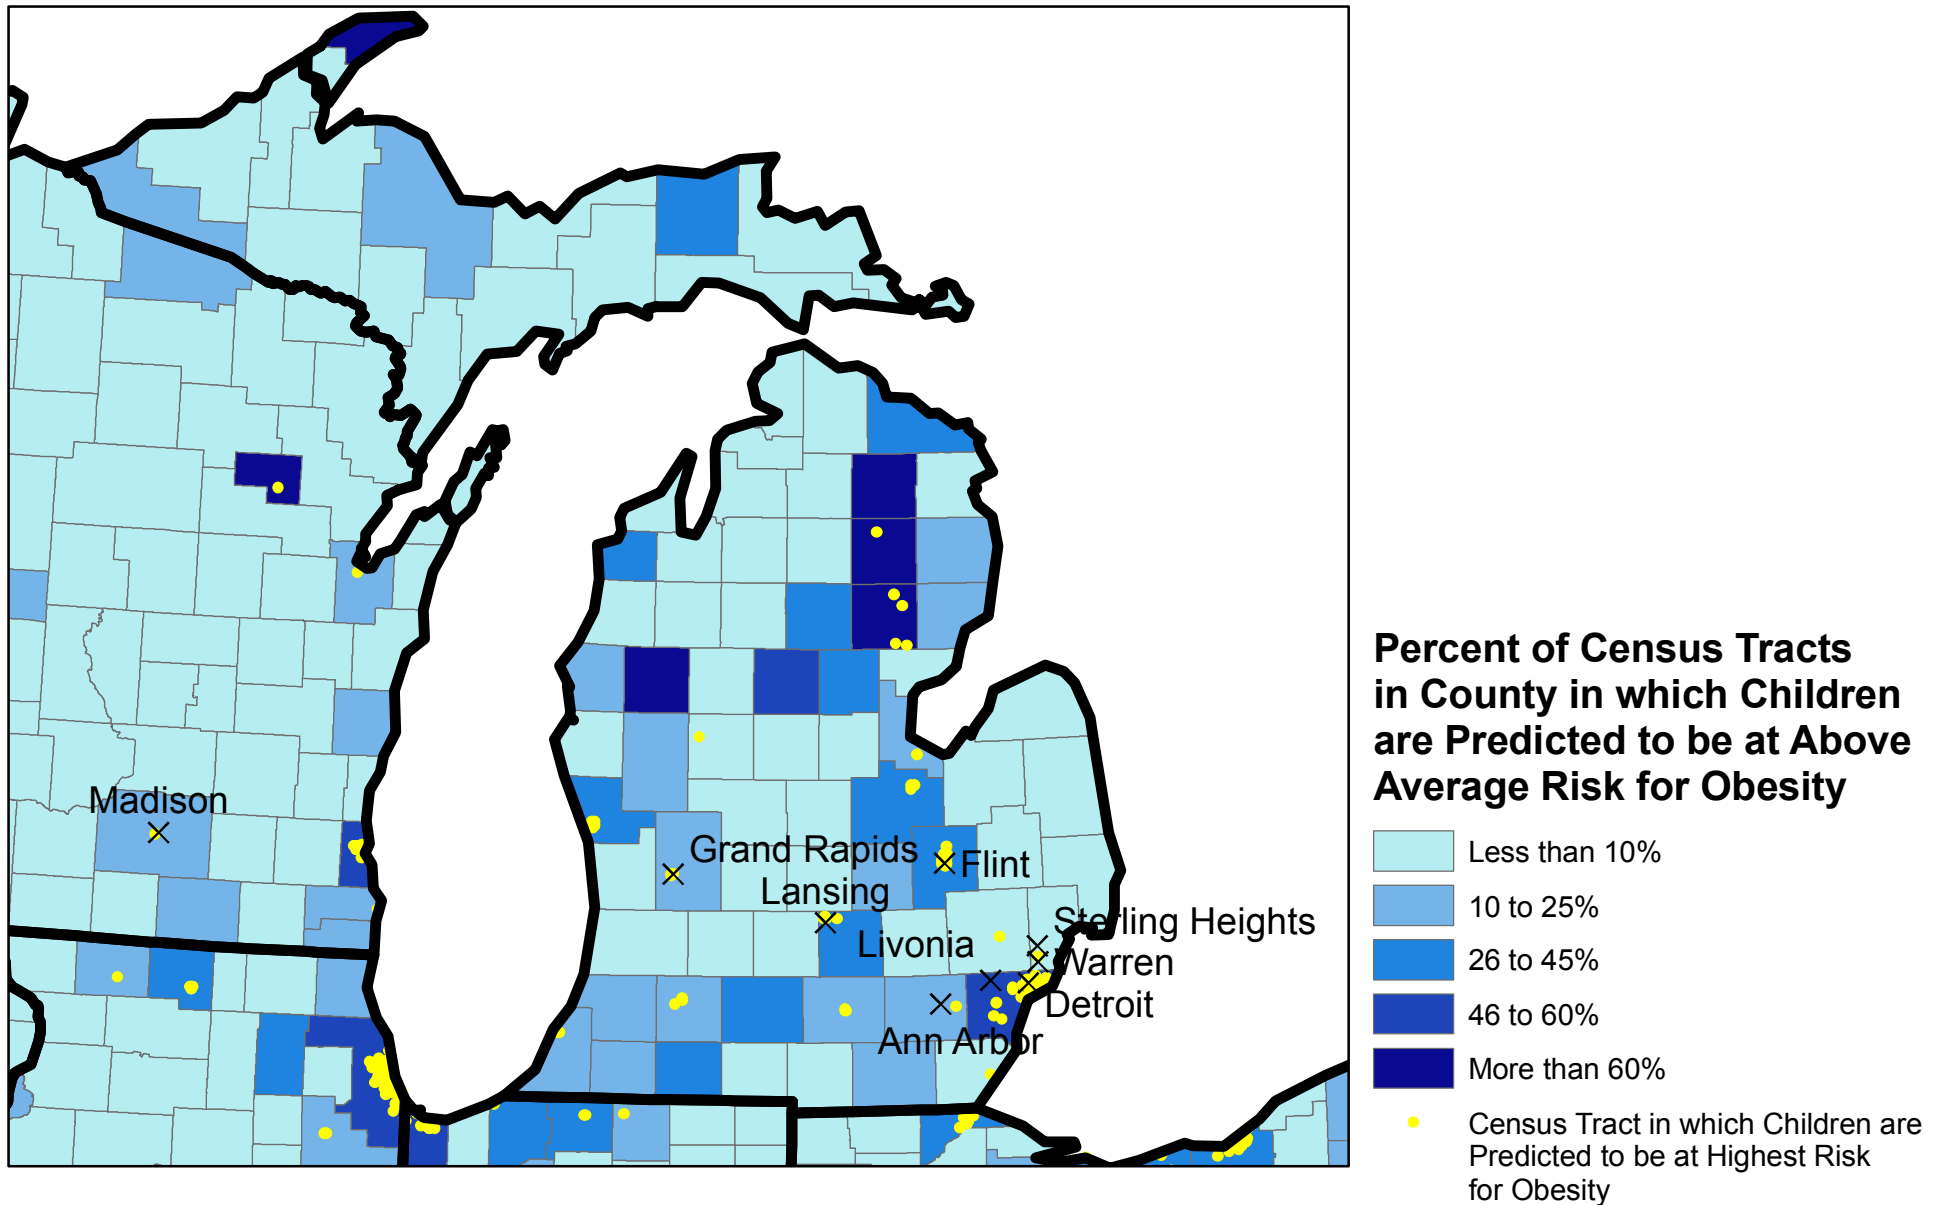 Madison
Grand Rapids
Flint
Lansing
Sterling Heights
Livonia
Warren
Detroit
Ann Arbor
Percent of Census Tracts
in County in which Children
are Predicted to be at Above
Average Risk for Obesity
Less than 10%
10 to 25%
26 to 45%
46 to 60%
More than 60%
Census Tract in which Children are
Predicted to be at Highest Risk
for Obesity